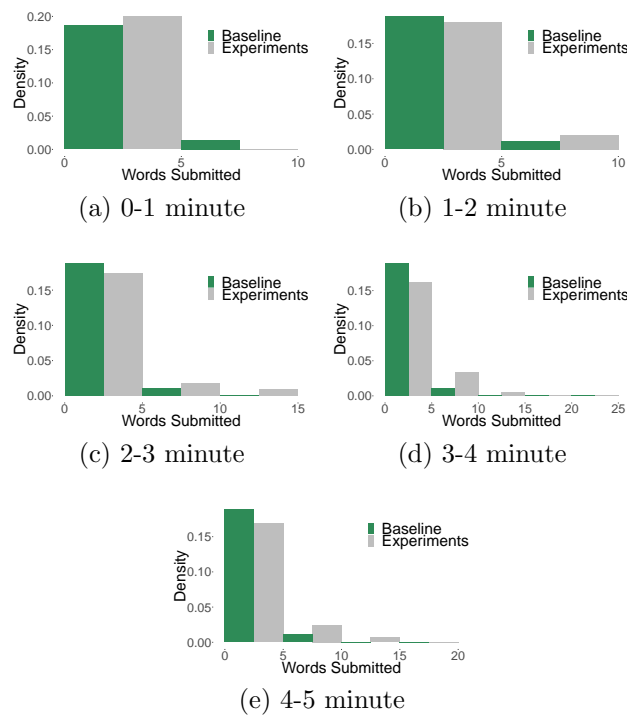 0.20
0.15
0.10
0.05
0.00
Density
Baseline
Experiments
0 5 10
Words Submitted
(a) 0-1 minute
0.15
0.10
0.05
0.00
Density
Baseline
Experiments
0 5 10
Words Submitted
(b) 1-2 minute
0.15
0.10
0.05
0.00
Density
Baseline
Experiments
0 5 10 15
Words Submitted
(c) 2-3 minute
0.15
0.10
0.05
0.00
Density
Baseline
Experiments
0 5 10 15 20 25
Words Submitted
(d) 3-4 minute
0.15
0.10
0.05
0.00
Density
Baseline
Experiments
0 5 10 15 20
Words Submitted
(e) 4-5 minute